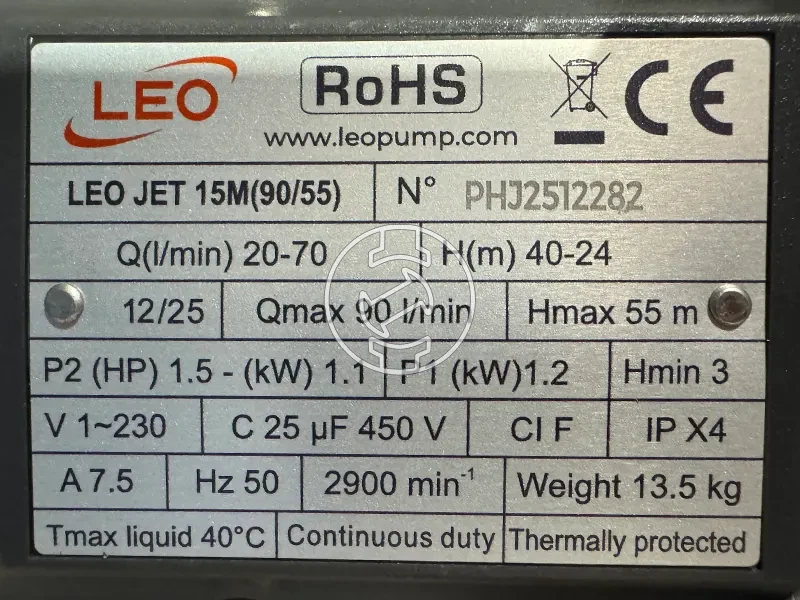 LEO RoHS CE
www.leopump.com
LEO JET 15M(90/55) N° PHJ2512282
Q(l/min) 20-70 H(m) 40-24
12/25 Qmax 90 l/min Hmax 55 m
P2 (HP) 1.5 - (kW) 1.1 P1 (kW)1.2 Hmin 3
V 1~230 C 25 µF 450 V Cl F IP X4
A 7.5 Hz 50 2900 min⁻¹ Weight 13.5 kg
Tmax liquid 40°C Continuous duty Thermally protected